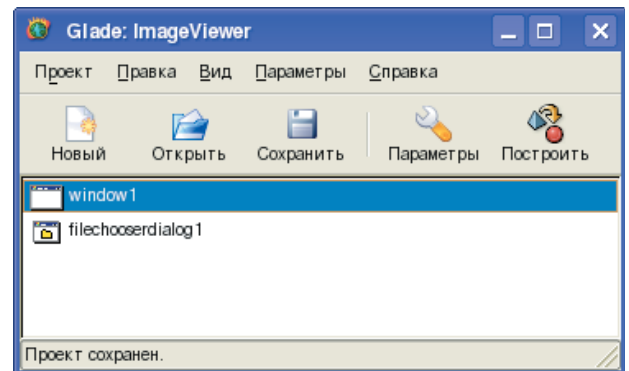 Glade: ImageViewer
Проект Правка Вид Параметры Справка
Новый Открыть Сохранить Параметры Построить
window1
filechooserdialog1
Проект сохранен.